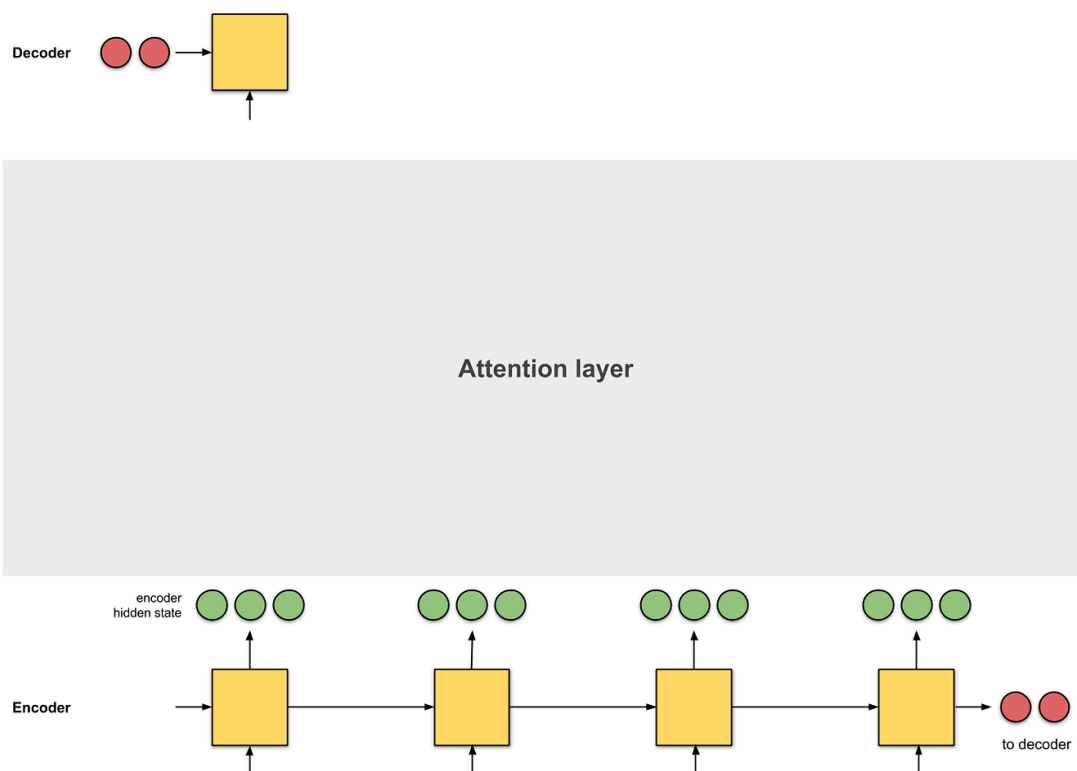 Decoder
Attention layer
encoder
hidden state
Encoder
to decoder